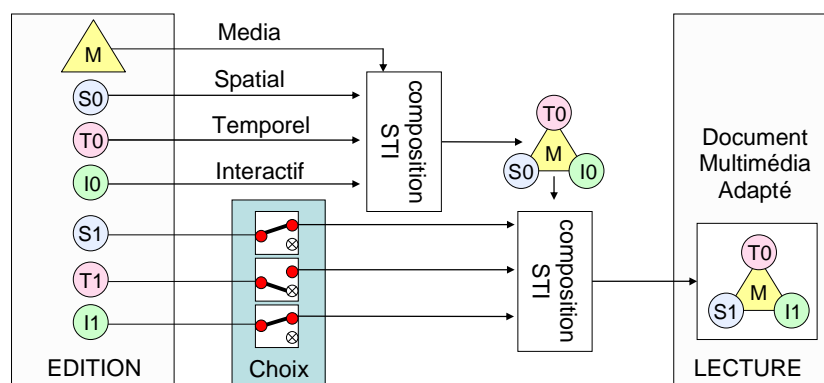 M
Media
S0
Spatial
T0
Temporel
I0
Interactif
composition
STI
T0
M
S0
I0
S1
T1
I1
Choix
composition
STI
Document
Multimédia
Adapté
T0
M
S1
I1
EDITION
LECTURE